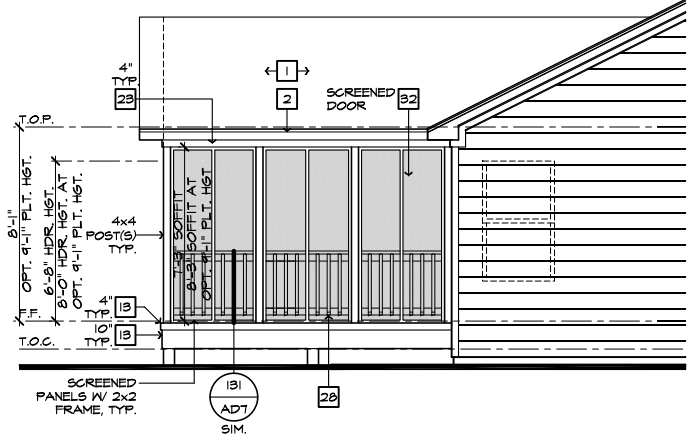 4"
TYP.
23
1
2
SCREENED
DOOR
32
T.O.P.
8'-1"
OPT. 9'-1" PLT. HGT.
6'-8" HDR. HGT.
8'-0" HDR. HGT. AT
OPT. 9'-1" PLT. HGT.
4x4
POST(S)
TYP.
7'-3" SOFFIT
8'-3" SOFFIT AT
OPT. 9'-1" PLT. HGT
F.F.
13
4"
TYP.
10"
13
TYP.
T.O.C.
SCREENED
PANELS W/ 2x2
FRAME, TYP.
131
AD7
SIM.
28